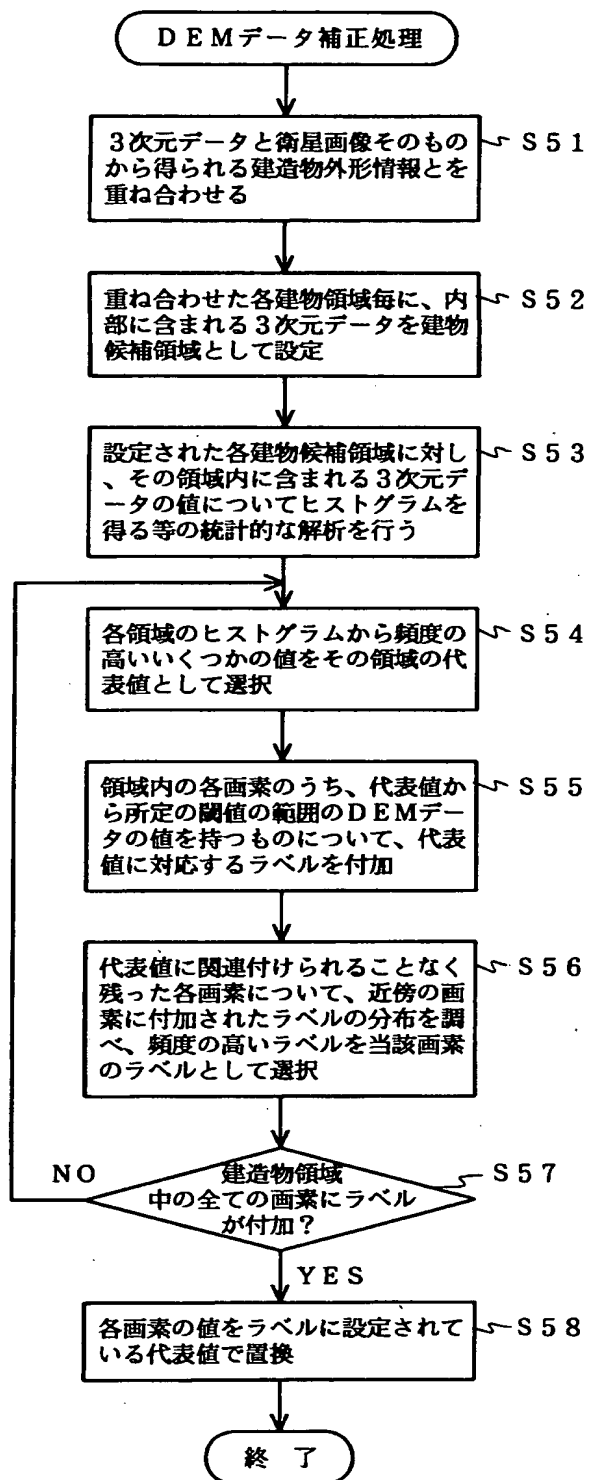 DEMデータ補正処理
3次元データと衛星画像そのもの
から得られる建造物外形情報とを
重ね合わせる
S51
重ね合わせた各建物領域毎に、内
部に含まれる3次元データを建物
候補領域として設定
S52
設定された各建物候補領域に対し
、その領域内に含まれる3次元デ
ータの値についてヒストグラムを
得る等の統計的な解析を行う
S53
各領域のヒストグラムから頻度の
高いいくつかの値をその領域の代
表値として選択
S54
領域内の各画素のうち、代表値か
ら所定の閾値の範囲のDEMデー
タの値を持つものについて、代表
値に対応するラベルを付加
S55
代表値に関連付けられることなく
残った各画素について、近傍の画
素に付加されたラベルの分布を調
べ、頻度の高いラベルを当該画素
のラベルとして選択
S56
NO
建造物領域
中の全ての画素にラベル
が付加?
S57
YES
各画素の値をラベルに設定されて
いる代表値で置換
S58
終 了